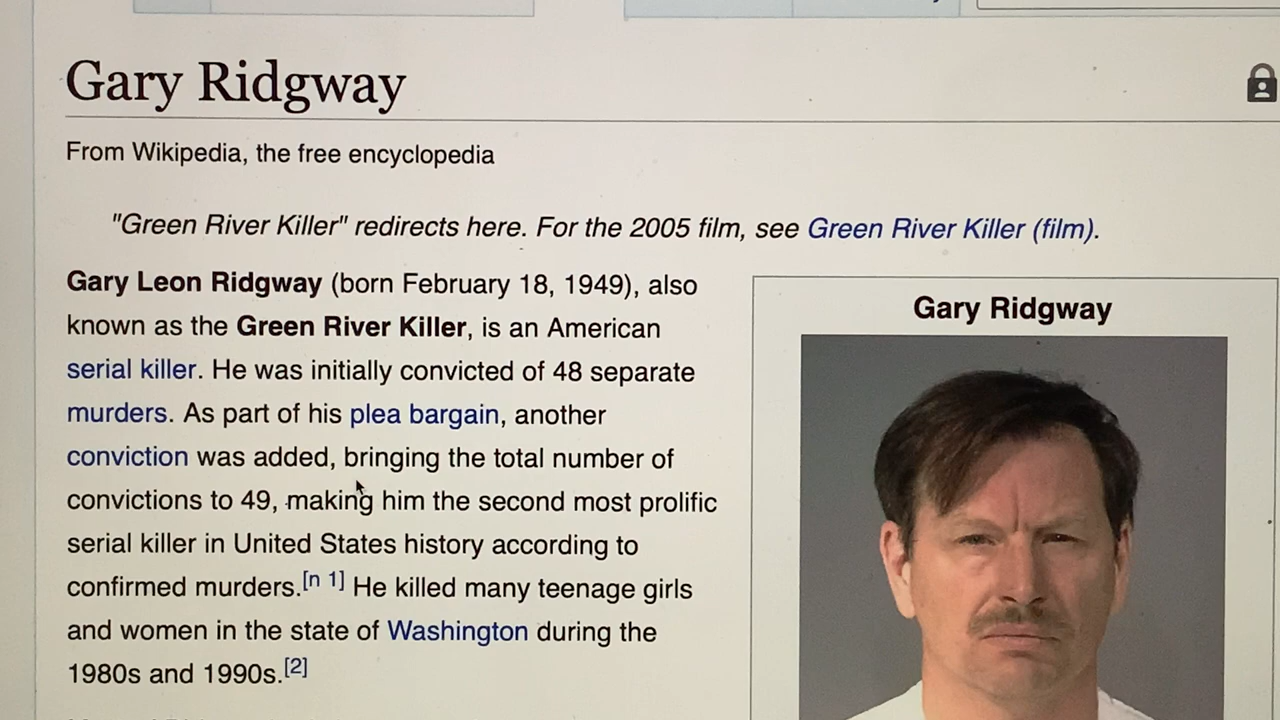 Gary Ridgway
From Wikipedia, the free encyclopedia
"Green River Killer" redirects here. For the 2005 film, see Green River Killer (film).
Gary Leon Ridgway (born February 18, 1949), also
known as the Green River Killer, is an American
serial killer. He was initially convicted of 48 separate
murders. As part of his plea bargain, another
conviction was added, bringing the total number of
convictions to 49, making him the second most prolific
serial killer in United States history according to
confirmed murders.[n 1] He killed many teenage girls
and women in the state of Washington during the
1980s and 1990s.[2]
Gary Ridgway